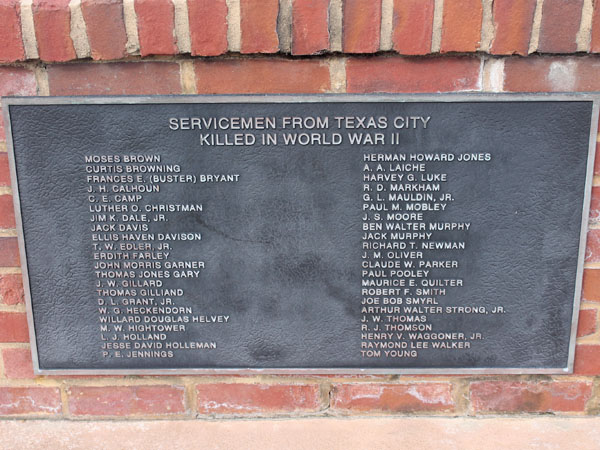 SERVICEMEN FROM TEXAS CITY
KILLED IN WORLD WAR II
MOSES BROWN
CURTIS BROWNING
FRANCES E. (BUSTER) BRYANT
J. H. CALHOUN
C. E. CAMP
LUTHER O. CHRISTMAN
JIM K. DALE, JR.
JACK DAVIS
ELLIS HAVEN DAVISON
T. W. EDLER, JR.
ERDITH FARLEY
JOHN MORRIS GARNER
THOMAS JONES GARY
J. W. GILLARD
THOMAS GILLIAND
D. L. GRANT, JR.
W. G. HECKENDORN
WILLARD DOUGLAS HELVEY
M. W. HIGHTOWER
L. J. HOLLAND
JESSE DAVID HOLLEMAN
P. E. JENNINGS
HERMAN HOWARD JONES
A. A. LAICHE
HARVEY G. LUKE
R. D. MARKHAM
G. L. MAULDIN, JR.
PAUL M. MOBLEY
J. S. MOORE
BEN WALTER MURPHY
JACK MURPHY
RICHARD T. NEWMAN
J. M. OLIVER
CLAUDE W. PARKER
PAUL POOLEY
MAURICE E. QUILTER
ROBERT F. SMITH
JOE BOB SMYRL
ARTHUR WALTER STRONG, JR.
J. W. THOMAS
R. J. THOMSON
HENRY V. WAGGONER, JR.
RAYMOND LEE WALKER
TOM YOUNG